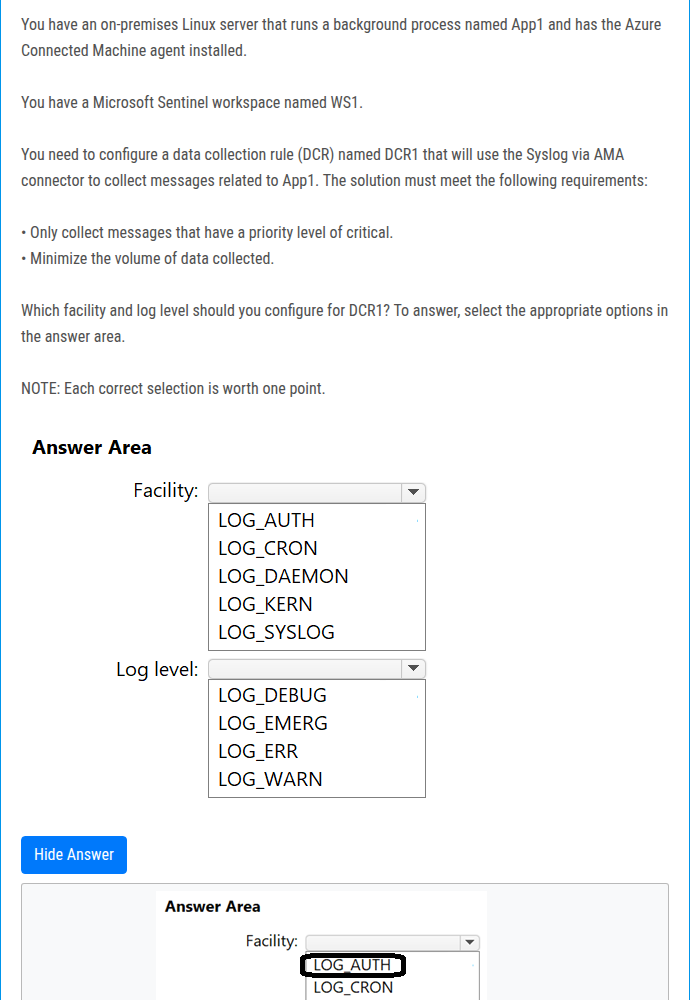 You have an on-premises Linux server that runs a background process named App1 and has the Azure
Connected Machine agent installed.
You have a Microsoft Sentinel workspace named WS1.
You need to configure a data collection rule (DCR) named DCR1 that will use the Syslog via AMA
connector to collect messages related to App1. The solution must meet the following requirements:
• Only collect messages that have a priority level of critical.
• Minimize the volume of data collected.
Which facility and log level should you configure for DCR1? To answer, select the appropriate options in
the answer area.
NOTE: Each correct selection is worth one point.
Answer Area
Facility:
LOG_AUTH
LOG_CRON
LOG_DAEMON
LOG_KERN
LOG_SYSLOG
Log level:
LOG_DEBUG
LOG_EMERG
LOG_ERR
LOG_WARN
Hide Answer
Answer Area
Facility:
LOG_AUTH
LOG_CRON